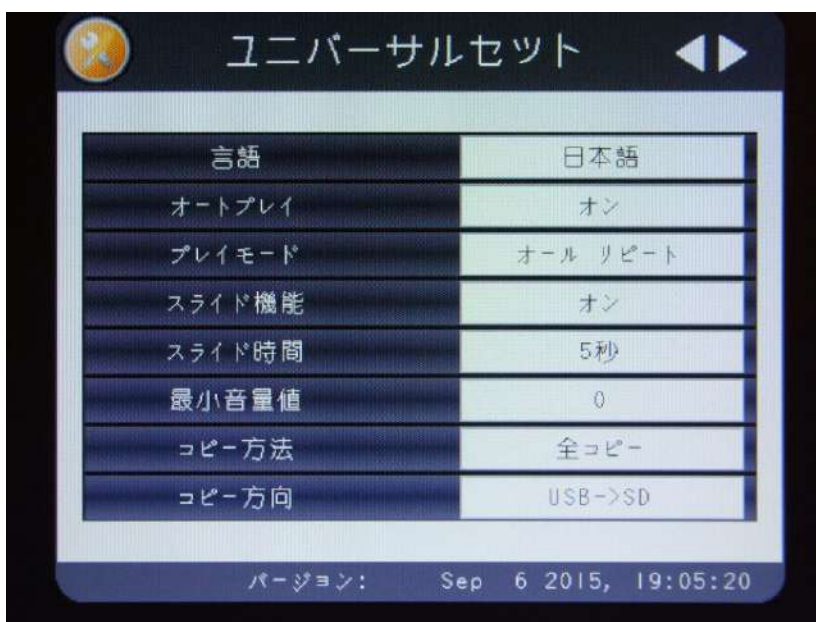 ユニバーサルセット
言語 日本語
オートプレイ オン
プレイモード オール リピート
スライド機能 オン
スライド時間 5秒
最小音量値 0
コピー方法 全コピー
コピー方向 USB->SD
バージョン: Sep 6 2015, 19:05:20